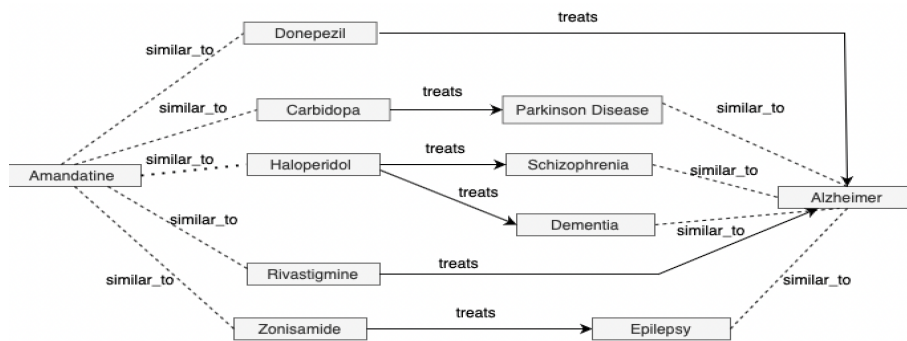 treats
Donepezil
similar_to
treats
similar_to
similar_to
Carbidopa
Parkinson Disease
treats
similar_to
Haloperidol
Schizophrenia
similar_to
Amandatine
treats
Alzheimer
similar_to
Dementia
similar_to
treats
Rivastigmine
similar_to
similar_to
treats
Zonisamide
Epilepsy